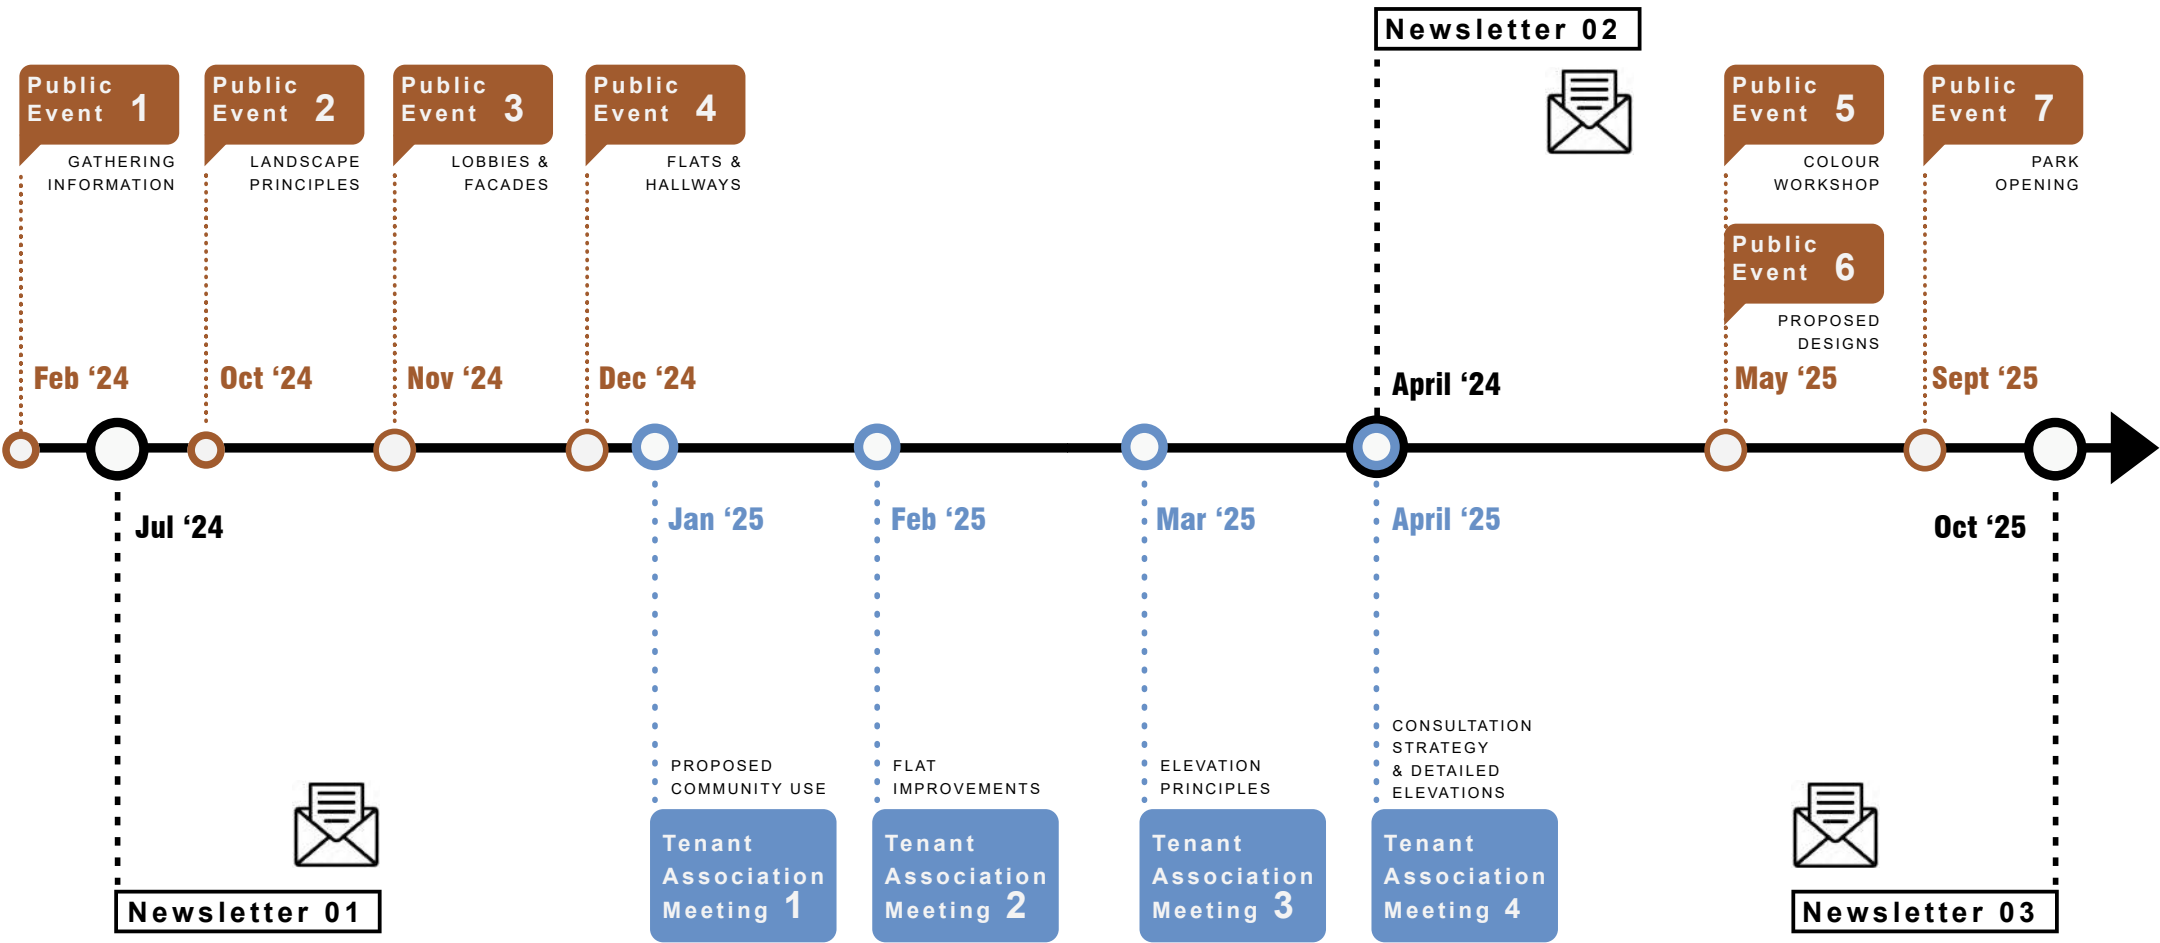 Newsletter 02
Public
Event 1
GATHERING
INFORMATION
Public
Event 2
LANDSCAPE
PRINCIPLES
Public
Event 3
LOBBIES &
FACADES
Public
Event 4
FLATS &
HALLWAYS
Public
Event 5
COLOUR
WORKSHOP
Public
Event 6
PROPOSED
DESIGNS
Public
Event 7
PARK
OPENING
Feb ‘24
Oct ‘24
Nov ‘24
Dec ‘24
April ‘24
May ‘25
Sept ‘25
Jul ‘24
Jan ‘25
Feb ‘25
Mar ‘25
April ‘25
Oct ‘25
PROPOSED
COMMUNITY USE
Tenant
Association
Meeting 1
FLAT
IMPROVEMENTS
Tenant
Association
Meeting 2
ELEVATION
PRINCIPLES
Tenant
Association
Meeting 3
CONSULTATION
STRATEGY
& DETAILED
ELEVATIONS
Tenant
Association
Meeting 4
Newsletter 01
Newsletter 03